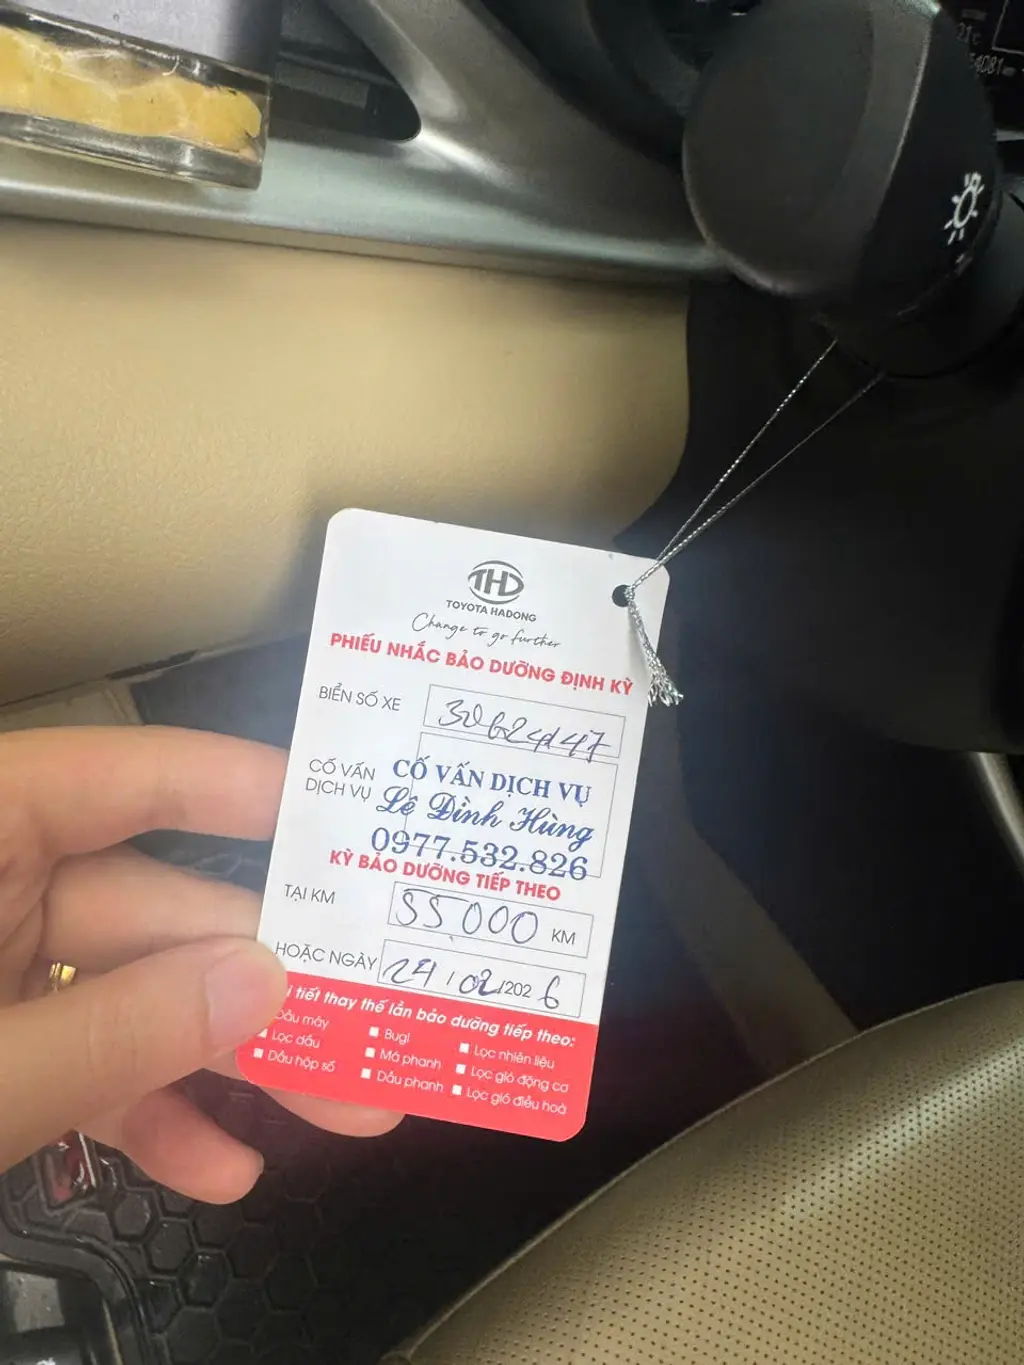 THD
TOYOTA HADONG
Change to go further
PHIẾU NHẮC BẢO DƯỠNG ĐỊNH KỲ
BIỂN SỐ XE
CỐ VẤN DỊCH VỤ
CỐ VẤN DỊCH VỤ
Lê Đình Hùng
0977.532.826
KỲ BẢO DƯỠNG TIẾP THEO
TẠI KM 55.000 KM
HOẶC NGÀY 24/02/2026
tiết thay thế lần bảo dưỡng tiếp theo:
Dầu máy
Lọc dầu
Dầu hộp số
Bugi
Má phanh
Dầu phanh
Lọc nhiên liệu
Lọc gió động cơ
Lọc gió điều hoà